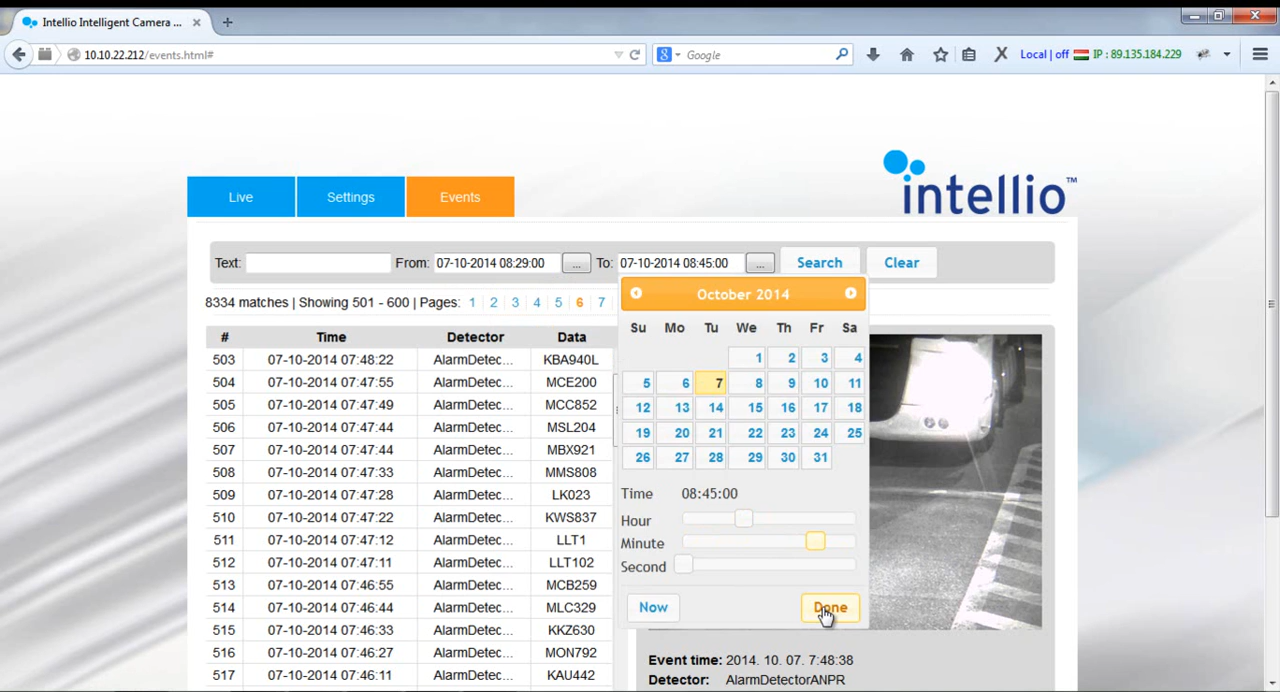 Intellio Intelligent Camera ...
10.10.22.212/events.html#
Google
Local | off IP : 89.135.184.229
intellio™
Live Settings Events
Text: From: 07-10-2014 08:29:00 ... To: 07-10-2014 08:45:00 ... Search Clear
8334 matches | Showing 501 - 600 | Pages: 1 2 3 4 5 6 7
# Time Detector Data
503 07-10-2014 07:48:22 AlarmDetec... KBA940L
504 07-10-2014 07:47:55 AlarmDetec... MCE200
505 07-10-2014 07:47:49 AlarmDetec... MCC852
506 07-10-2014 07:47:44 AlarmDetec... MSL204
507 07-10-2014 07:47:44 AlarmDetec... MBX921
508 07-10-2014 07:47:33 AlarmDetec... MMS808
509 07-10-2014 07:47:28 AlarmDetec... LK023
510 07-10-2014 07:47:22 AlarmDetec... KWS837
511 07-10-2014 07:47:12 AlarmDetec... LLT1
512 07-10-2014 07:47:11 AlarmDetec... LLT102
513 07-10-2014 07:46:55 AlarmDetec... MCB259
514 07-10-2014 07:46:44 AlarmDetec... MLC329
515 07-10-2014 07:46:33 AlarmDetec... KKZ630
516 07-10-2014 07:46:27 AlarmDetec... MON792
517 07-10-2014 07:46:11 AlarmDetec... KAU442
October 2014
Su Mo Tu We Th Fr Sa
1 2 3 4
5 6 7 8 9 10 11
12 13 14 15 16 17 18
19 20 21 22 23 24 25
26 27 28 29 30 31
Time 08:45:00
Hour
Minute
Second
Now Done
Event time: 2014. 10. 07. 7:48:38
Detector: AlarmDetectorANPR